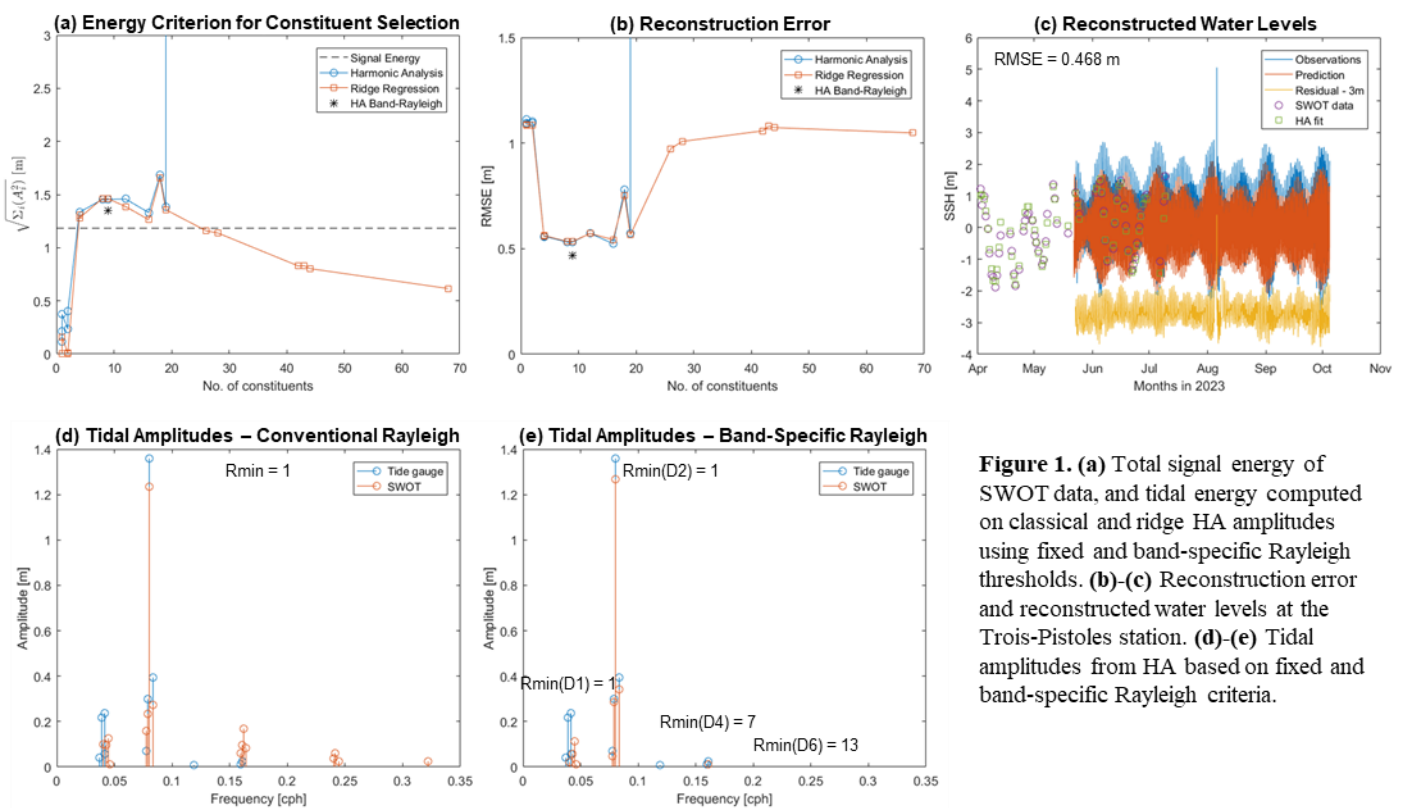 (a) Energy Criterion for Constituent Selection
3
2.5
2
1.5
1
0.5
0
0 10 20 30 40 50 60 70
√Σᵢ(Aᵢ²) [m]
No. of constituents
Signal Energy
Harmonic Analysis
Ridge Regression
HA Band-Rayleigh
(b) Reconstruction Error
1.5
1
0.5
0
0 10 20 30 40 50 60 70
RMSE [m]
No. of constituents
Harmonic Analysis
Ridge Regression
HA Band-Rayleigh
(c) Reconstructed Water Levels
RMSE = 0.468 m
6
5
4
3
2
1
0
-1
-2
-3
-4
Apr May Jun Jul Aug Sep Oct Nov
SSH [m]
Months in 2023
Observations
Prediction
Residual - 3m
SWOT data
HA fit
(d) Tidal Amplitudes – Conventional Rayleigh
Rmin = 1
1.4
1.2
1
0.8
0.6
0.4
0.2
0
0 0.05 0.1 0.15 0.2 0.25 0.3 0.35
Amplitude [m]
Frequency [cph]
Tide gauge
SWOT
(e) Tidal Amplitudes – Band-Specific Rayleigh
Rmin(D2) = 1
Rmin(D1) = 1
Rmin(D4) = 7
Rmin(D6) = 13
1.4
1.2
1
0.8
0.6
0.4
0.2
0
0 0.05 0.1 0.15 0.2 0.25 0.3 0.35
Amplitude [m]
Frequency [cph]
Tide gauge
SWOT
Figure 1. (a) Total signal energy of
SWOT data, and tidal energy computed
on classical and ridge HA amplitudes
using fixed and band-specific Rayleigh
thresholds. (b)-(c) Reconstruction error
and reconstructed water levels at the
Trois-Pistoles station. (d)-(e) Tidal
amplitudes from HA based on fixed and
band-specific Rayleigh criteria.